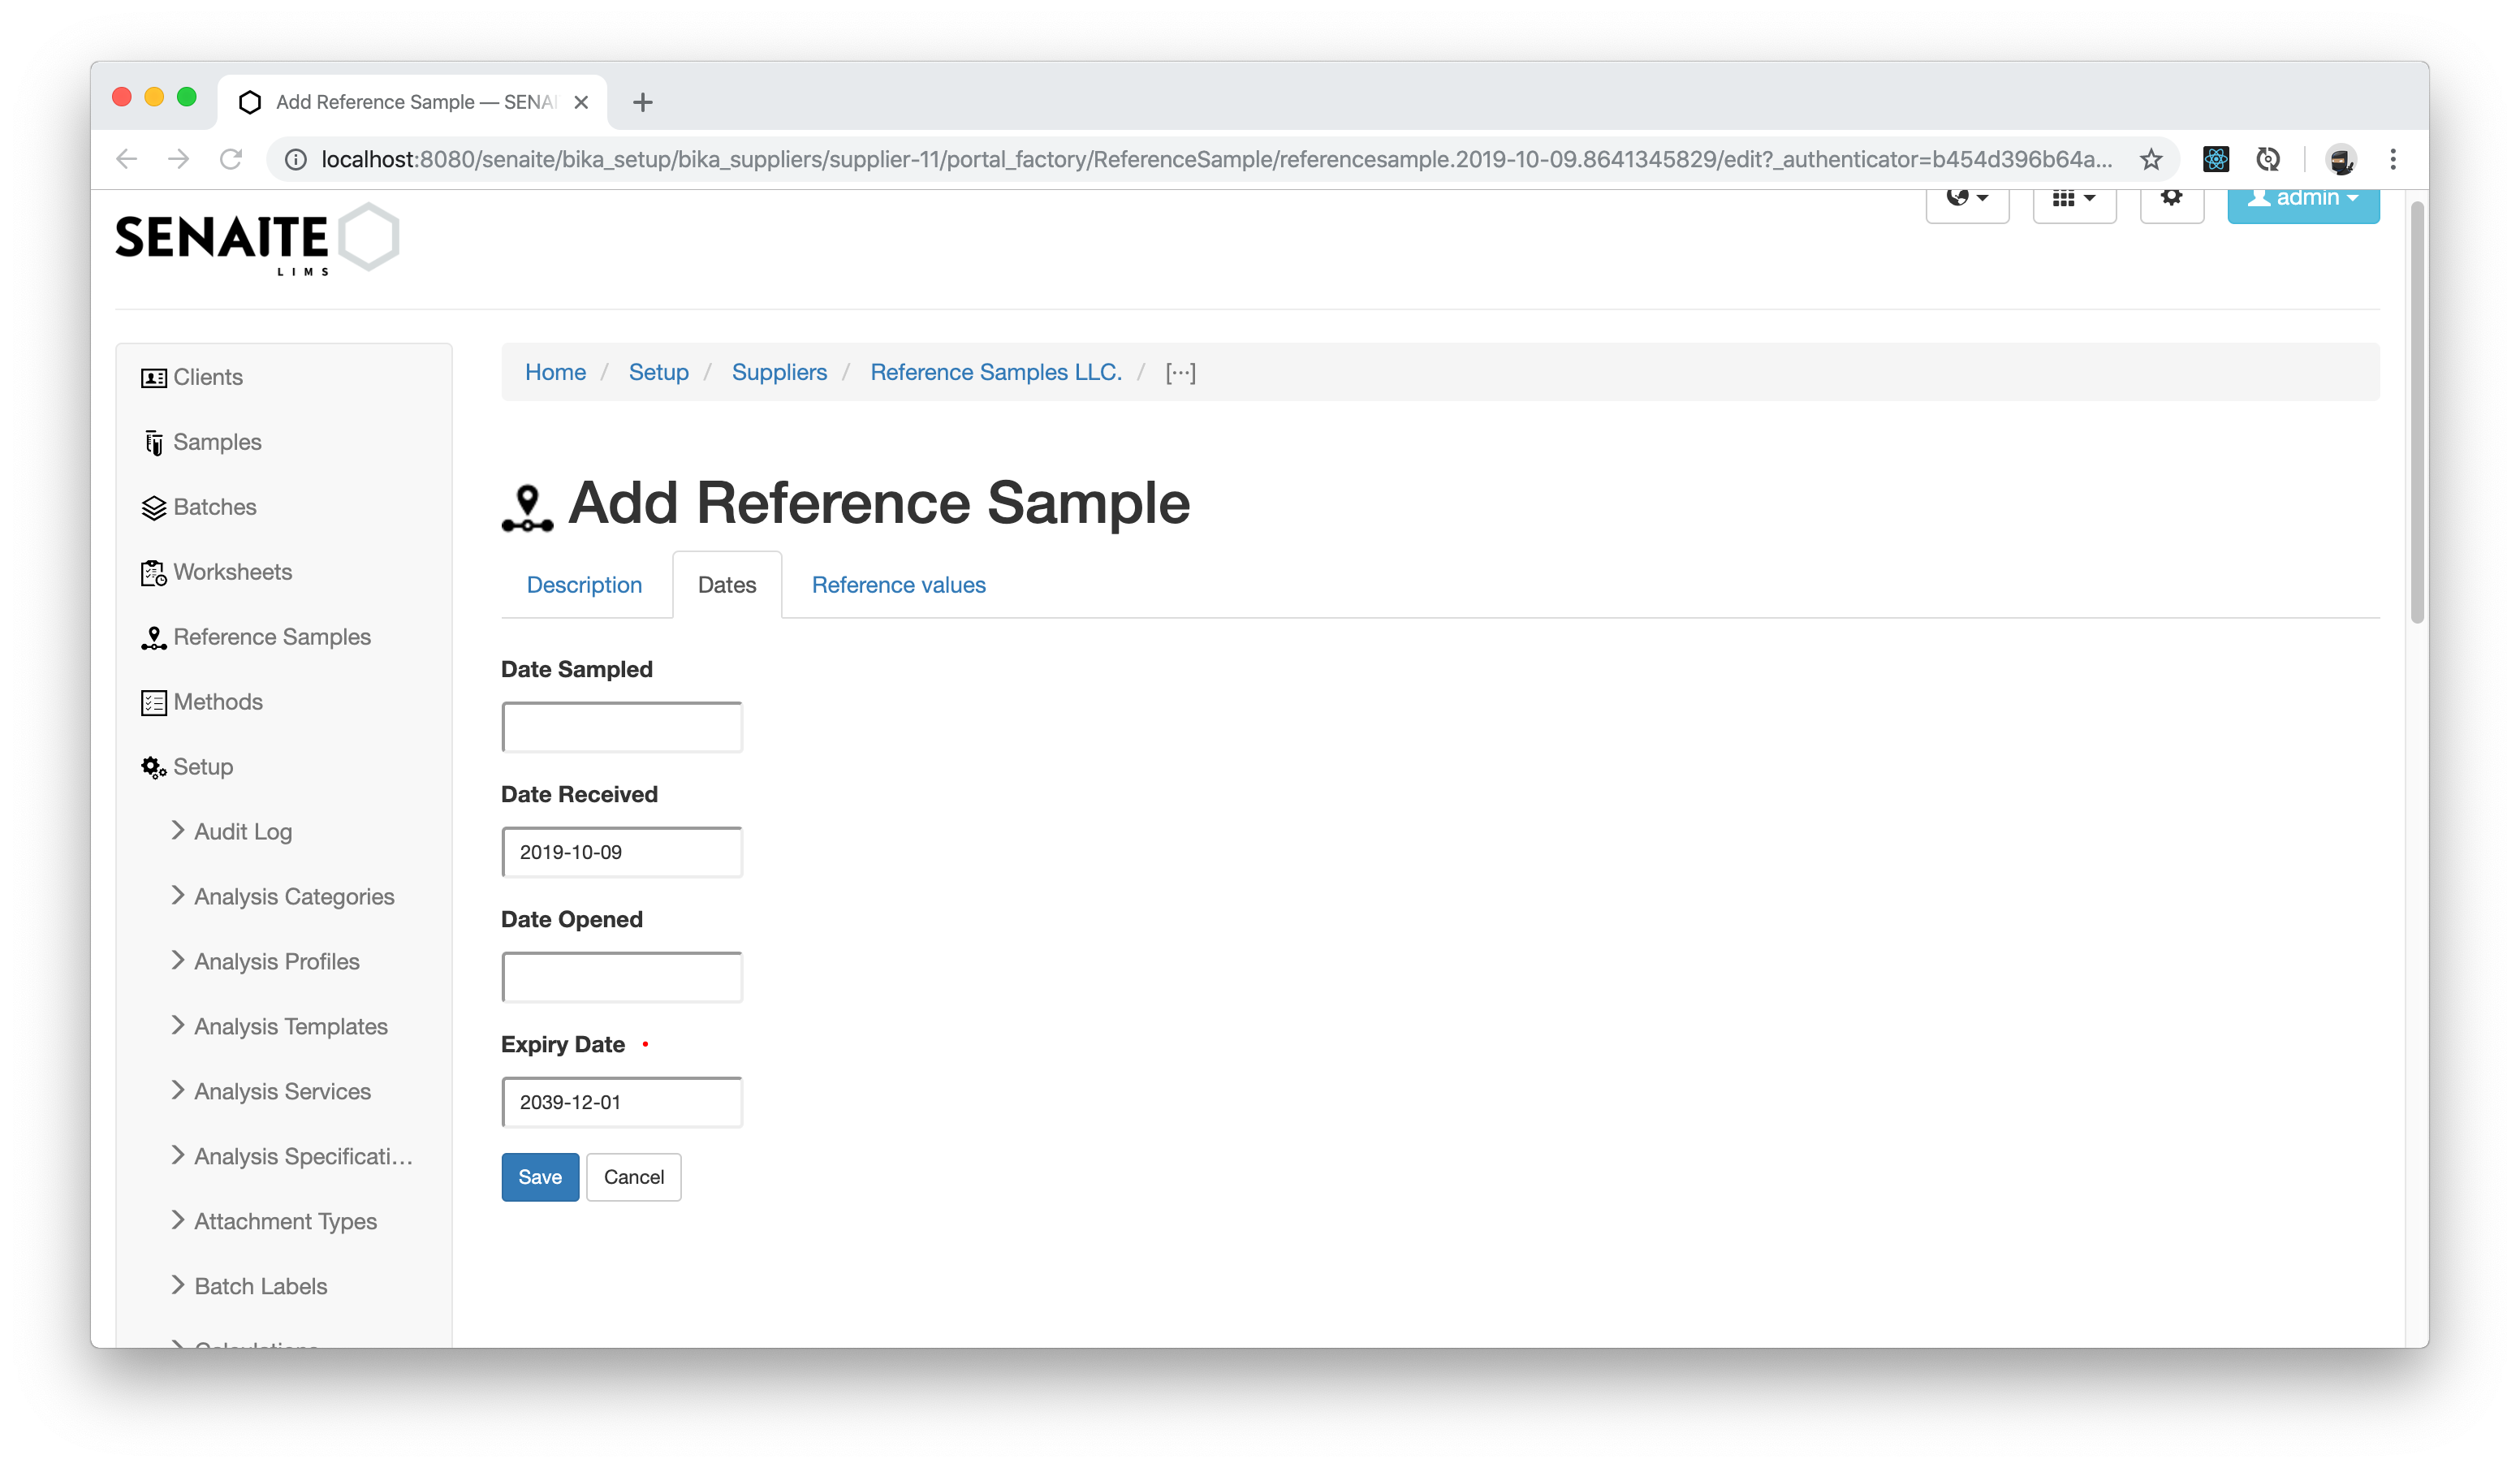 Add Reference Sample — SENAI
localhost:8080/senaite/bika_setup/bika_suppliers/supplier-11/portal_factory/ReferenceSample/referencesample.2019-10-09.8641345829/edit?_authenticator=b454d396b64a...
admin
SENAITE
LIMS
Clients
Samples
Batches
Worksheets
Reference Samples
Methods
Setup
Audit Log
Analysis Categories
Analysis Profiles
Analysis Templates
Analysis Services
Analysis Specificati...
Attachment Types
Batch Labels
Calculations
Home / Setup / Suppliers / Reference Samples LLC. / [···]
Add Reference Sample
Description Dates Reference values
Date Sampled
Date Received
2019-10-09
Date Opened
Expiry Date
2039-12-01
Save Cancel